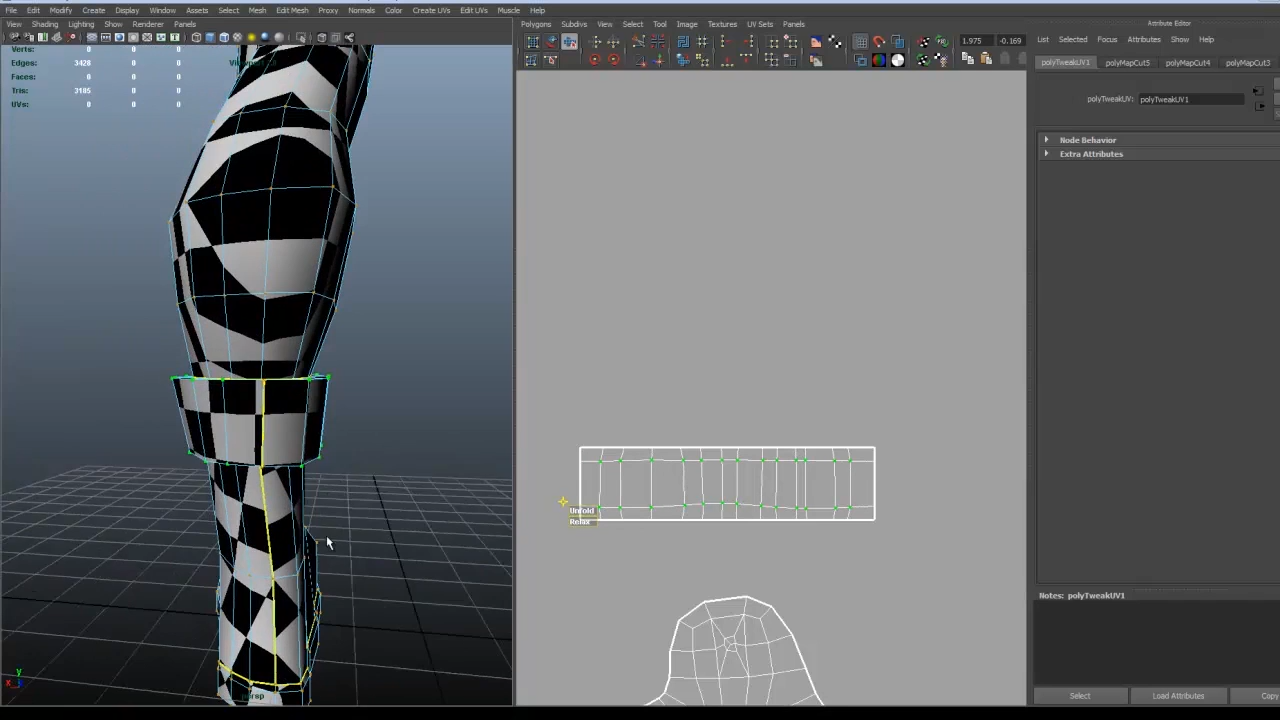 File Edit Modify Create Display Window Assets Select Mesh Edit Mesh Proxy Normals Color Create UVs Edit UVs Muscle Help
View Shading Lighting Show Renderer Panels
Polygons Subdivs View Select Tool Image Textures UV Sets Panels
Attribute Editor
List Selected Focus Attributes Show Help
1.975 -0.169
Verts: 0 0 0
Edges: 3428 0 0
Faces: 0 0 0
Tris: 3185 0 0
UVs: 0 0 0
polyTweakUV1 polyMapCut5 polyMapCut4 polyMapCut3
polyTweakUV: polyTweakUV1
Node Behavior
Extra Attributes
Unfold
Relax
Notes: polyTweakUV1
y
x
persp
Select Load Attributes Copy